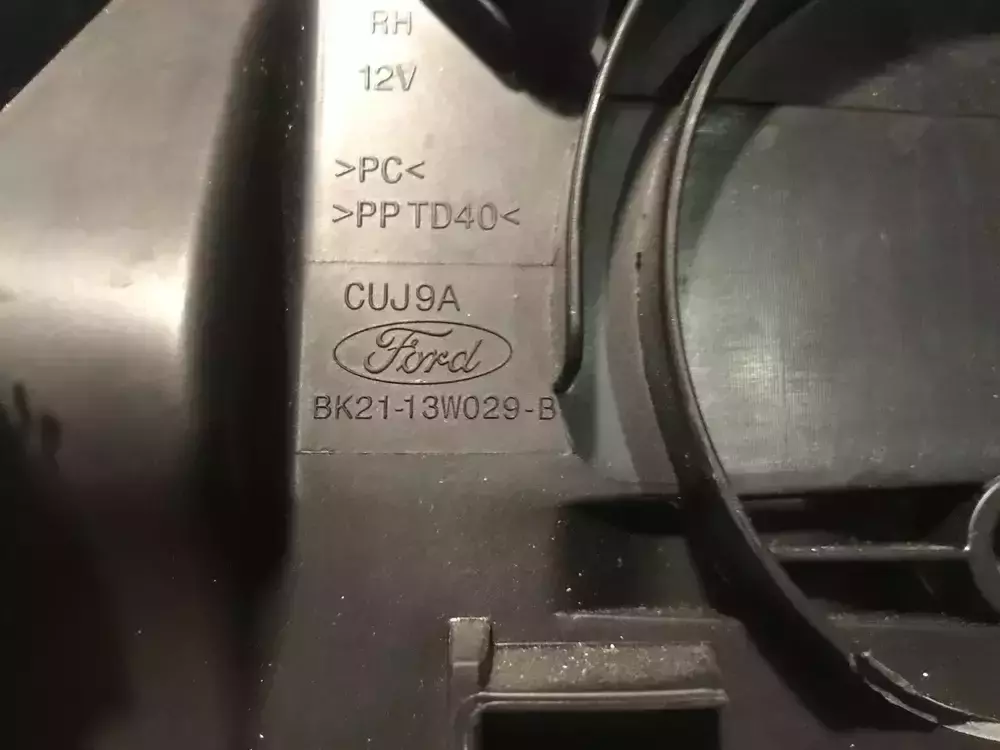 RH
12V
>PC<
>PP TD40<
CUJ9A
Ford
BK21-13W029-B